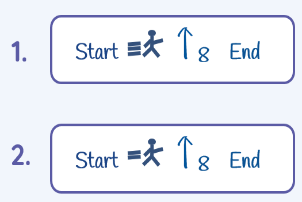 1. Start ↑ 8 End
2. Start ↑ 8 End